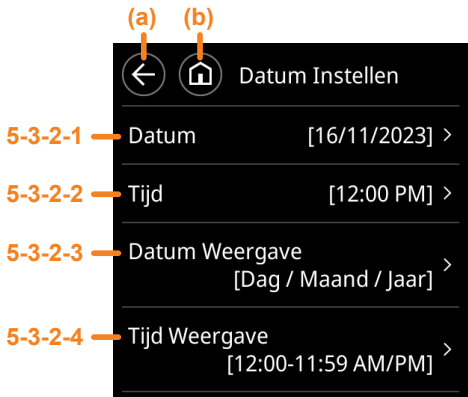 (a) (b)
Datum Instellen
5-3-2-1 Datum [16/11/2023] >
5-3-2-2 Tijd [12:00 PM] >
5-3-2-3 Datum Weergave
[Dag / Maand / Jaar] >
5-3-2-4 Tijd Weergave
[12:00-11:59 AM/PM] >